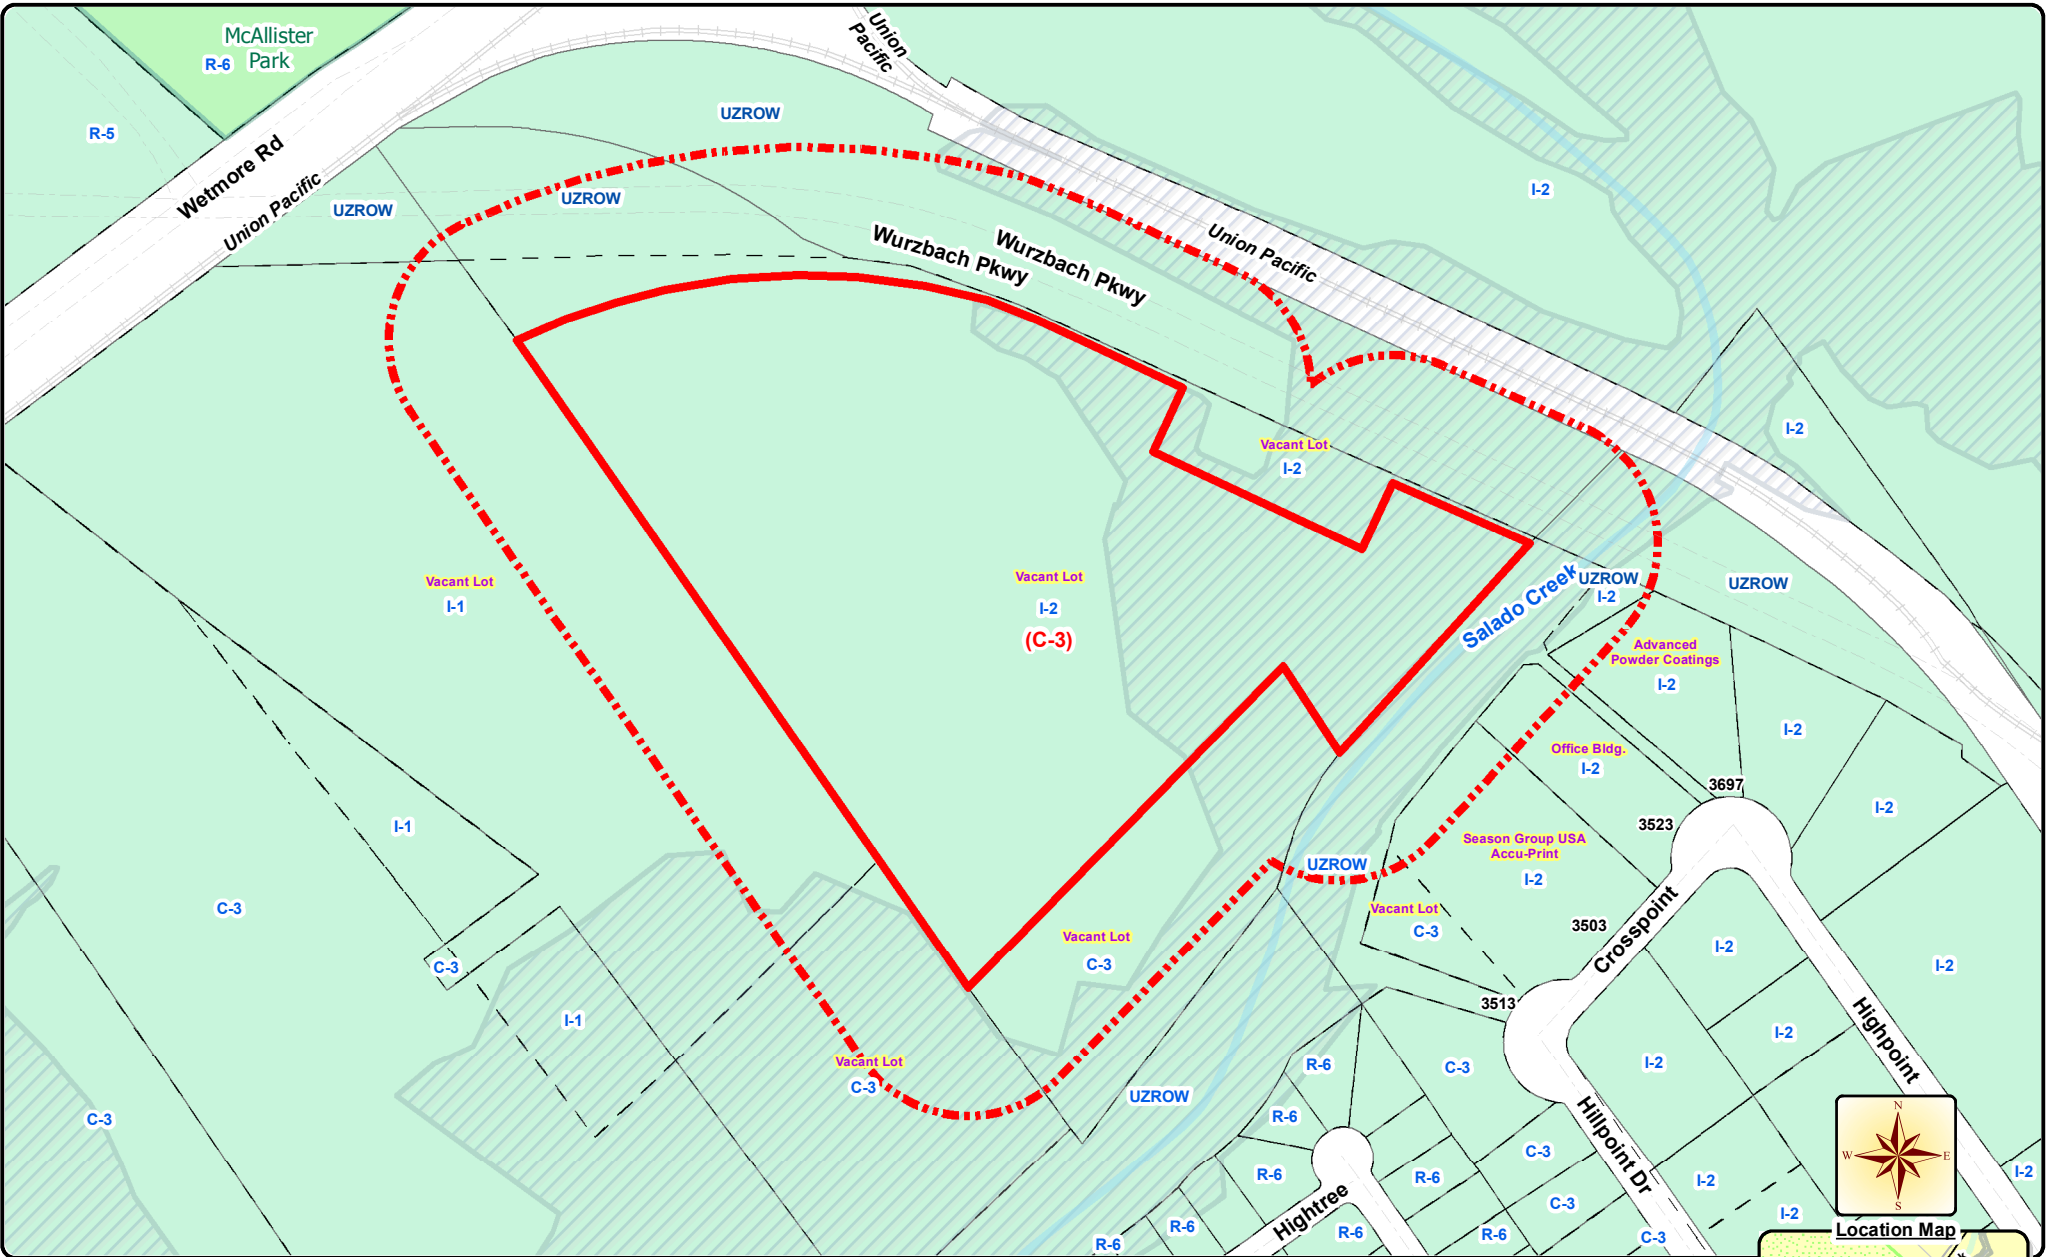 McAllister
Park
R-6
R-5
Wetmore Rd
Union Pacific
UZROW
UZROW
UZROW
Union
Pacific
Wurzbach Pkwy
Wurzbach Pkwy
Union Pacific
I-2
I-2
Vacant Lot
I-2
Vacant Lot
I-1
Vacant Lot
I-2
(C-3)
Salado Creek
UZROW
I-2
UZROW
Advanced
Powder Coatings
I-2
I-2
Office Bldg.
I-2
3697
I-2
3523
Season Group USA
Accu-Print
I-2
I-1
UZROW
C-3
Vacant Lot
C-3
3503
Crosspoint
I-2
I-2
Vacant Lot
C-3
C-3
3513
I-1
I-2
Highpoint
Vacant Lot
C-3
R-6
C-3
I-2
UZROW
C-3
R-6
Hillpoint Dr
C-3
R-6
R-6
I-2
I-2
C-3
Hightree
R-6
R-6
R-6
R-6
C-3
I-2
N
W
E
S
Location Map